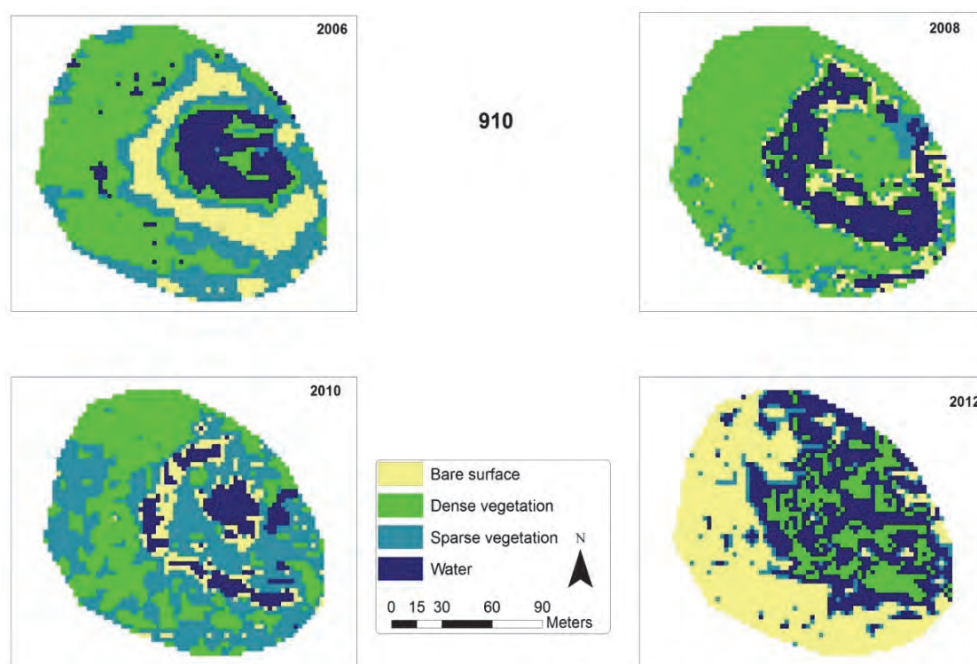 2006
2008
910
2010
2012
Bare surface
Dense vegetation
Sparse vegetation
Water
N
0 15 30 60 90
Meters